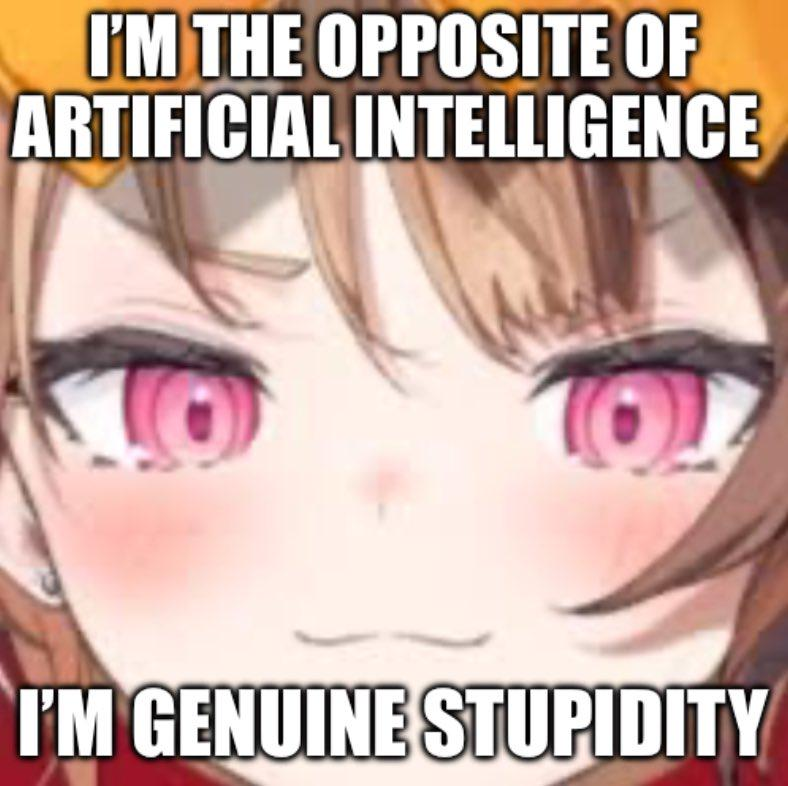 I'M THE OPPOSITE OF
ARTIFICIAL INTELLIGENCE
I'M GENUINE STUPIDITY